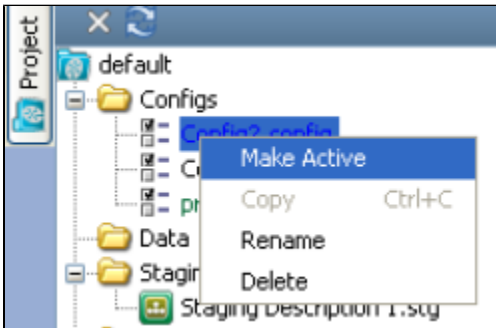 Project
default
Configs
Config2.config
Make Active
Copy Ctrl+C
Rename
Data
Delete
Staging Description 1.stg